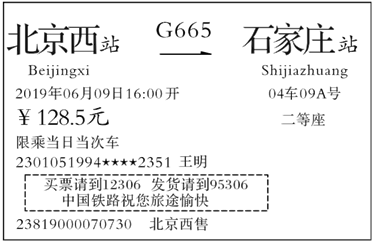 北京西站 G665 石家庄站
Beijingxi Shijiazhuang
2019年06月09日16:00开 04车09A号
￥128.5元 二等座
限乘当日当次车
2301051994★★★★2351 王明
买票请到12306 发货请到95306
中国铁路祝您旅途愉快
23819000070730 北京西售